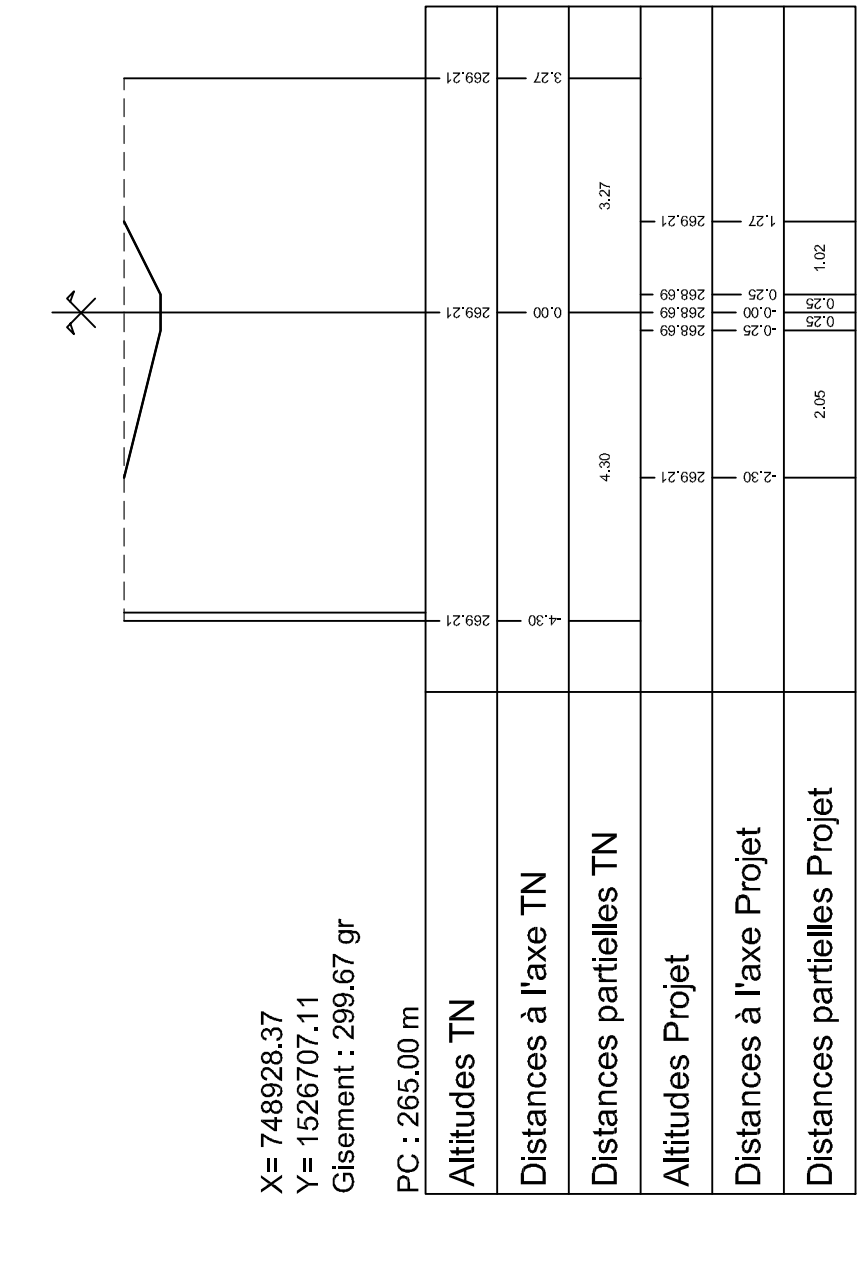 X= 748928.37
Y= 1526707.11
Gisement : 299.67 gr
PC : 265.00 m
Altitudes TN
269.21
269.21
269.21
Distances à l'axe TN
-4.30
0.00
3.27
Distances partielles TN
4.30
3.27
Altitudes Projet
269.21
268.69
268.69
268.69
269.21
Distances à l'axe Projet
-2.30
-0.25
-0.00
0.25
1.27
Distances partielles Projet
2.05
0.25
0.25
1.02